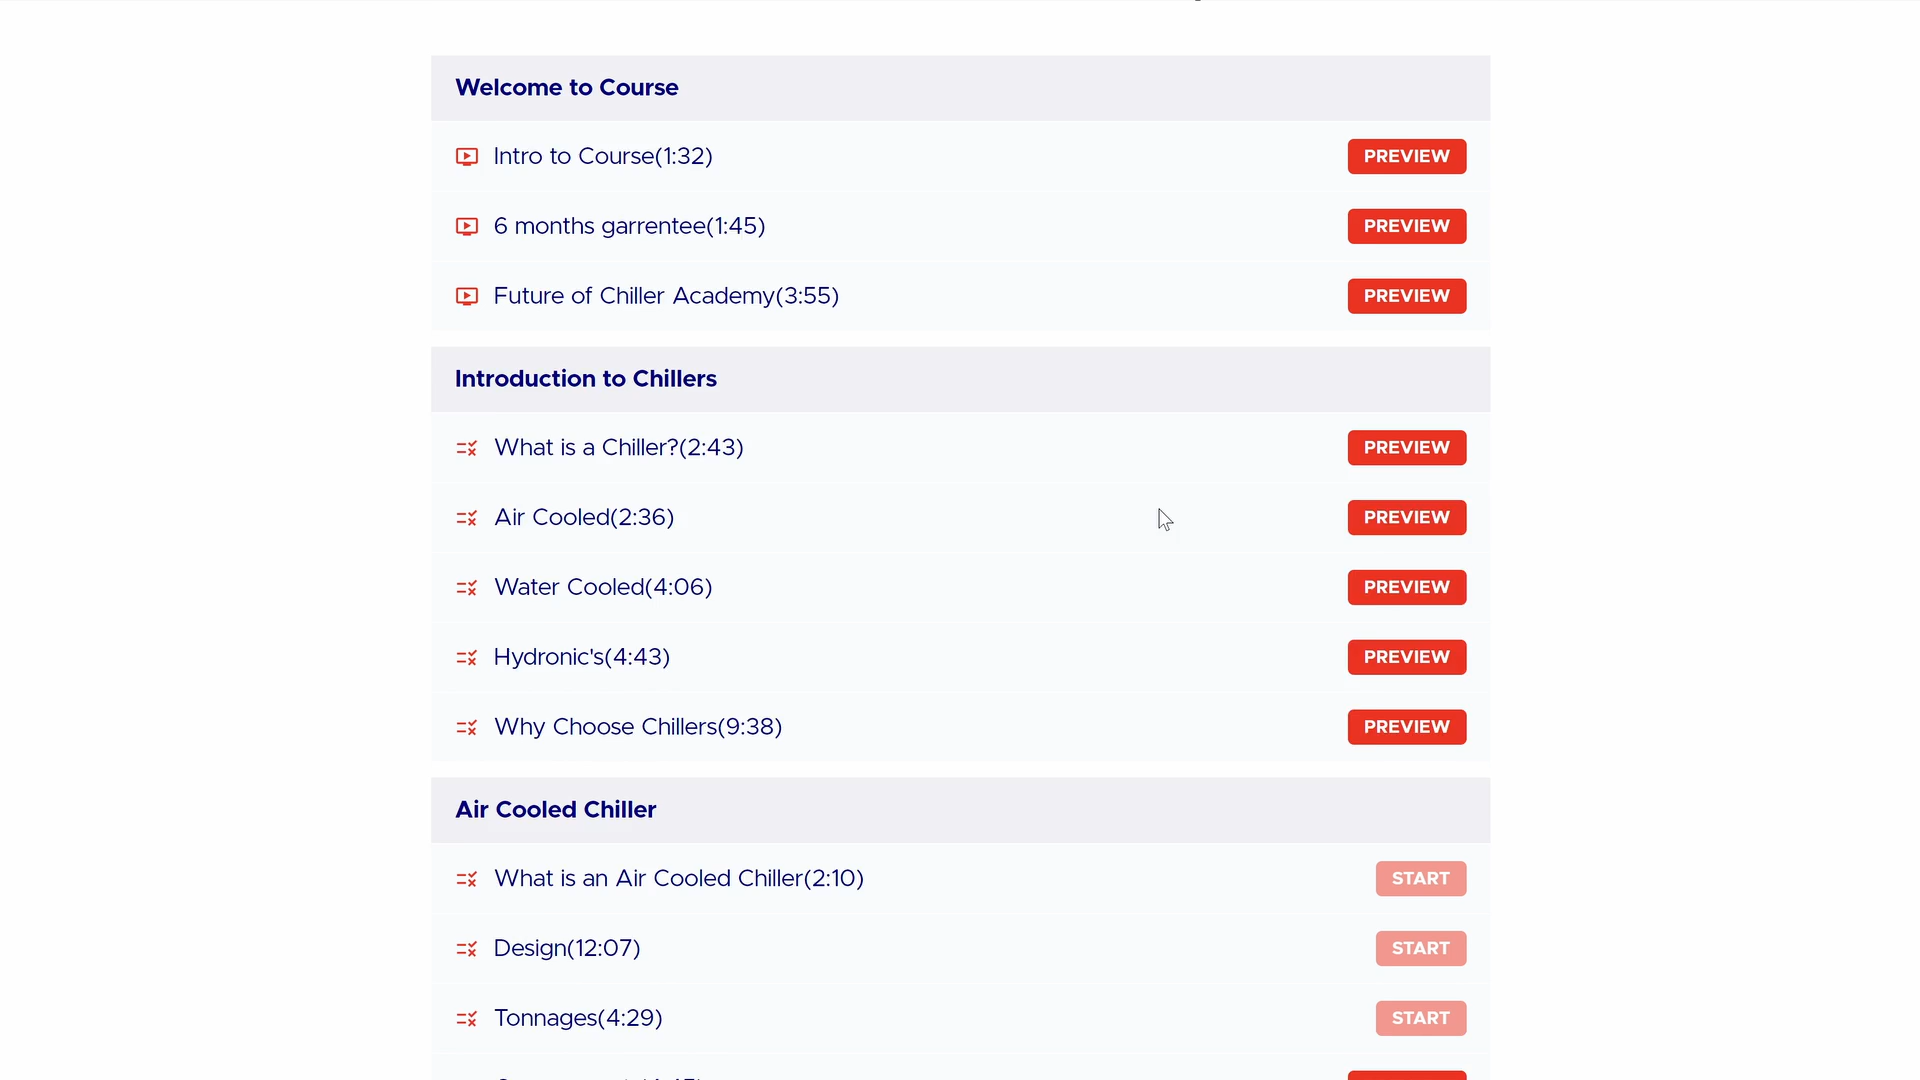 Welcome to Course
Intro to Course(1:32)
PREVIEW
6 months garrentee(1:45)
PREVIEW
Future of Chiller Academy(3:55)
PREVIEW
Introduction to Chillers
What is a Chiller?(2:43)
PREVIEW
Air Cooled(2:36)
PREVIEW
Water Cooled(4:06)
PREVIEW
Hydronic's(4:43)
PREVIEW
Why Choose Chillers(9:38)
PREVIEW
Air Cooled Chiller
What is an Air Cooled Chiller(2:10)
START
Design(12:07)
START
Tonnages(4:29)
START